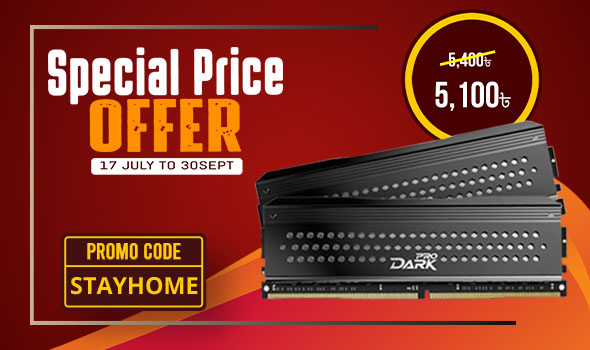 Special Price
OFFER
17 JULY TO 30SEPT
5,400৳
5,100৳
PRO
DARK
PROMO CODE
STAYHOME